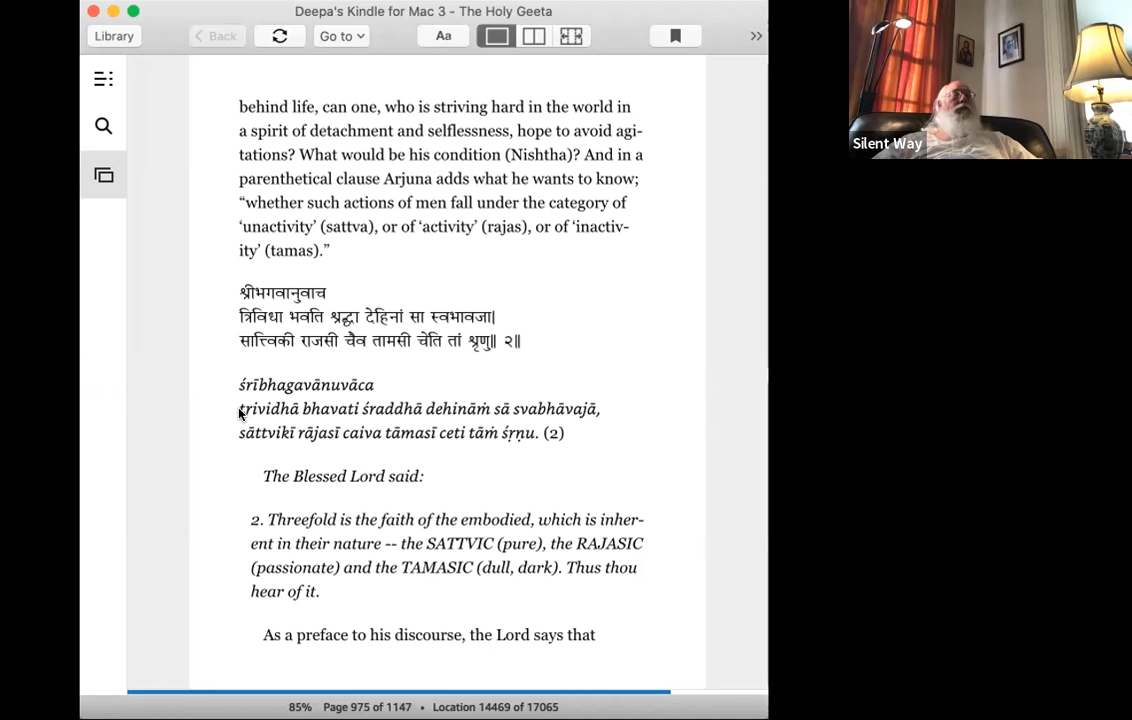 Deepa's Kindle for Mac 3 - The Holy Geeta
Library
Back
Go to
Aa
behind life, can one, who is striving hard in the world in
a spirit of detachment and selflessness, hope to avoid agi-
tations? What would be his condition (Nishtha)? And in a
parenthetical clause Arjuna adds what he wants to know;
“whether such actions of men fall under the category of
‘unactivity’ (sattva), or of ‘activity’ (rajas), or of ‘inactiv-
ity’ (tamas).”
श्रीभगवानुवाच
त्रिविधा भवति श्रद्धा देहिनां सा स्वभावजा|
सात्त्विकी राजसी चैव तामसी चेति तां श्रृणु॥ २॥
śrībhagavānuvāca
trividhā bhavati śraddhā dehināṁ sā svabhāvajā,
sāttvikī rājasī caiva tāmasī ceti tāṁ śṛṇu. (2)
The Blessed Lord said:
2. Threefold is the faith of the embodied, which is inher-
ent in their nature -- the SATTVIC (pure), the RAJASIC
(passionate) and the TAMASIC (dull, dark). Thus thou
hear of it.
As a preface to his discourse, the Lord says that
85% Page 975 of 1147 • Location 14469 of 17065
Silent Way